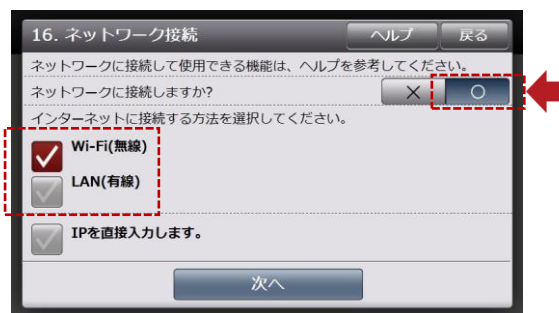 16. ネットワーク接続 ヘルプ 戻る
ネットワークに接続して使用できる機能は、ヘルプを参考してください。
ネットワークに接続しますか? × ○
インターネットに接続する方法を選択してください。
Wi-Fi(無線)
LAN(有線)
IPを直接入力します。
次へ